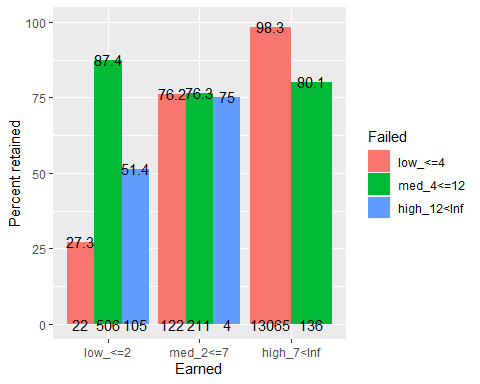 98.3
100
87.4
80.1
76.2 76.3 75
75
Failed
low_<=4
51.4
med_4<=12
50
high_12<Inf
Percent retained
27.3
25
22 506 105 122 211 4 13065 136
0
low_<=2 med_2<=7 high_7<Inf
Earned